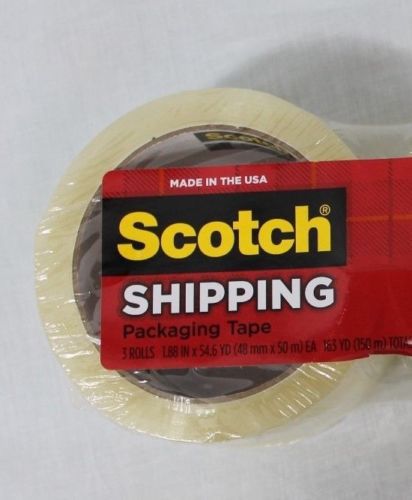 Scotch
MADE IN THE USA
Scotch®
SHIPPING
Packaging Tape
3 ROLLS 1.88 IN x 54.6 YD (48 mm x 50 m) EA 163 YD (150 m)